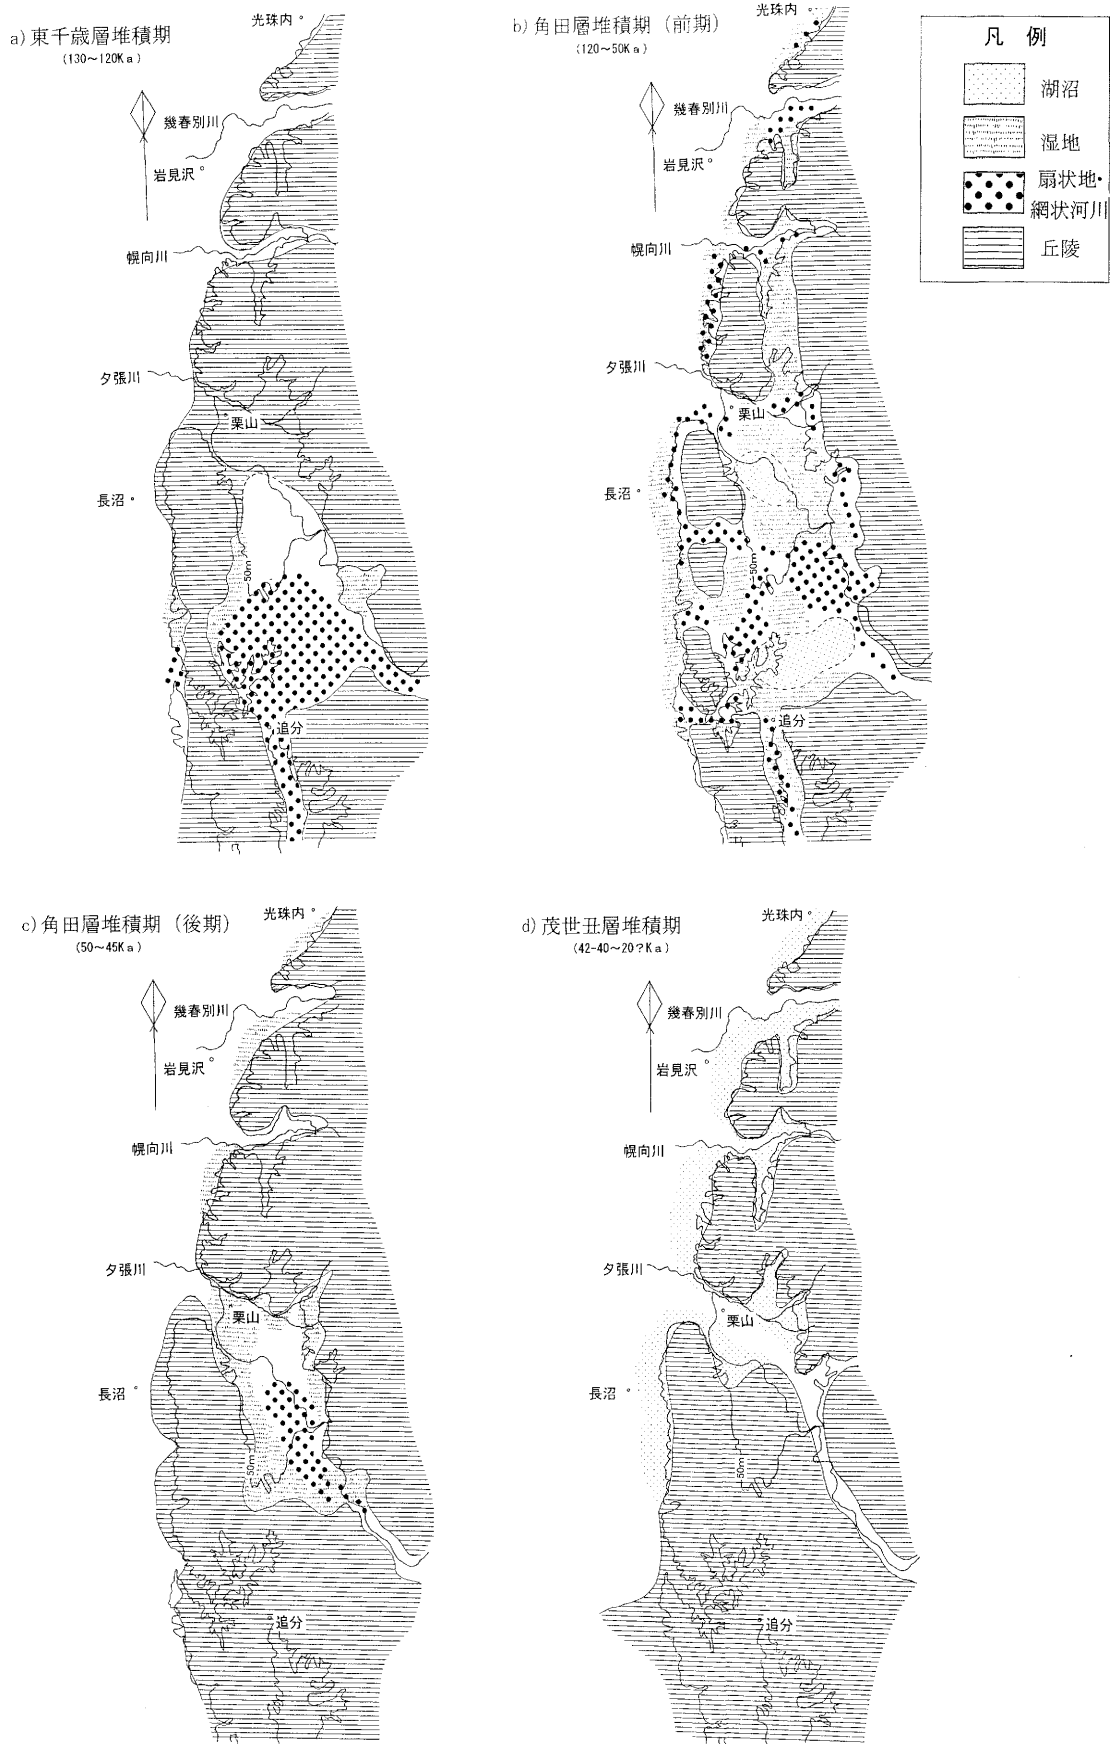 a) 東千歳層堆積期
(130～120Ka)
光珠内
幾春別川
岩見沢
幌向川
夕張川
栗山
長沼
50m
追分
b) 角田層堆積期 (前期)
(120～50Ka)
光珠内
幾春別川
岩見沢
幌向川
夕張川
栗山
長沼
50m
追分
凡 例
湖沼
湿地
扇状地・
網状河川
丘陵
c) 角田層堆積期 (後期)
(50～45Ka)
光珠内
幾春別川
岩見沢
幌向川
夕張川
栗山
長沼
50m
追分
d) 茂世丑層堆積期
(42-40～20?Ka)
光珠内
幾春別川
岩見沢
幌向川
夕張川
栗山
長沼
50m
追分